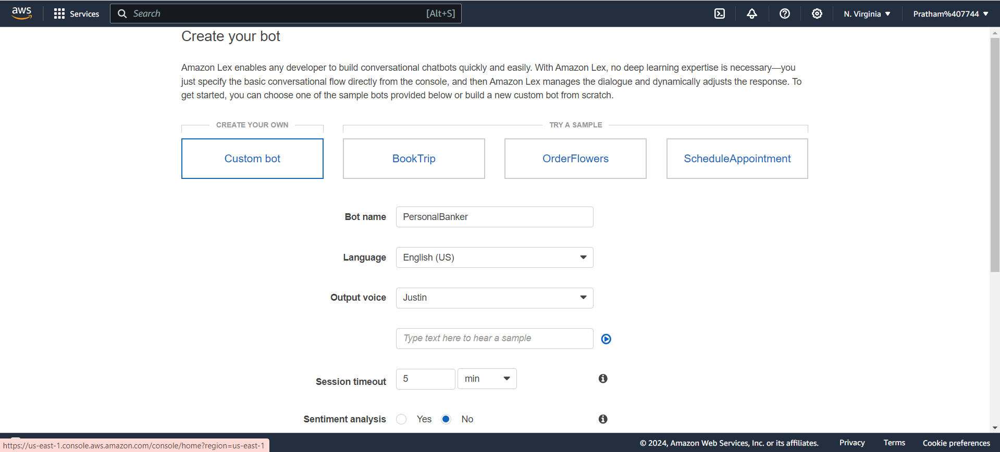 aws
Services
Search
[Alt+S]
N. Virginia
Pratham%407744
Create your bot
Amazon Lex enables any developer to build conversational chatbots quickly and easily. With Amazon Lex, no deep learning expertise is necessary—you
just specify the basic conversational flow directly from the console, and then Amazon Lex manages the dialogue and dynamically adjusts the response. To
get started, you can choose one of the sample bots provided below or build a new custom bot from scratch.
CREATE YOUR OWN
TRY A SAMPLE
Custom bot
BookTrip
OrderFlowers
ScheduleAppointment
Bot name
PersonalBanker
Language
English (US)
Output voice
Justin
Type text here to hear a sample
Session timeout
5
min
Sentiment analysis
Yes
No
https://us-east-1.console.aws.amazon.com/console/home?region=us-east-1
© 2024, Amazon Web Services, Inc. or its affiliates.
Privacy
Terms
Cookie preferences